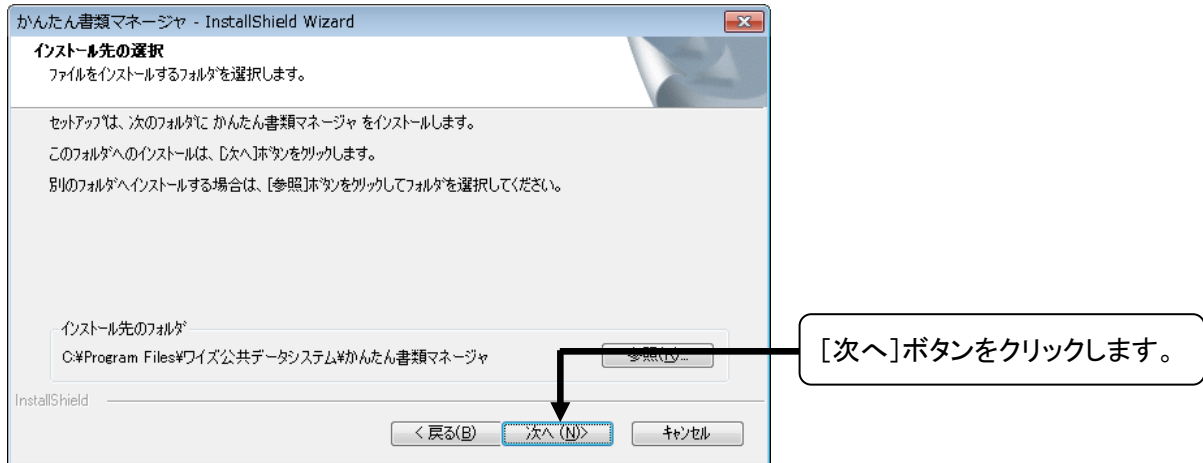 かんたん書類マネージャ - InstallShield Wizard
インストール先の選択
ファイルをインストールするフォルダを選択します。
セットアップは、次のフォルダに かんたん書類マネージャ をインストールします。
このフォルダへのインストールは、[次へ]ボタンをクリックします。
別のフォルダへインストールする場合は、[参照]ボタンをクリックしてフォルダを選択してください。
インストール先のフォルダ
C:¥Program Files¥ワイズ公共データシステム¥かんたん書類マネージャ
参照(R)...
[次へ]ボタンをクリックします。
InstallShield
< 戻る(B)
次へ (N)>
キャンセル